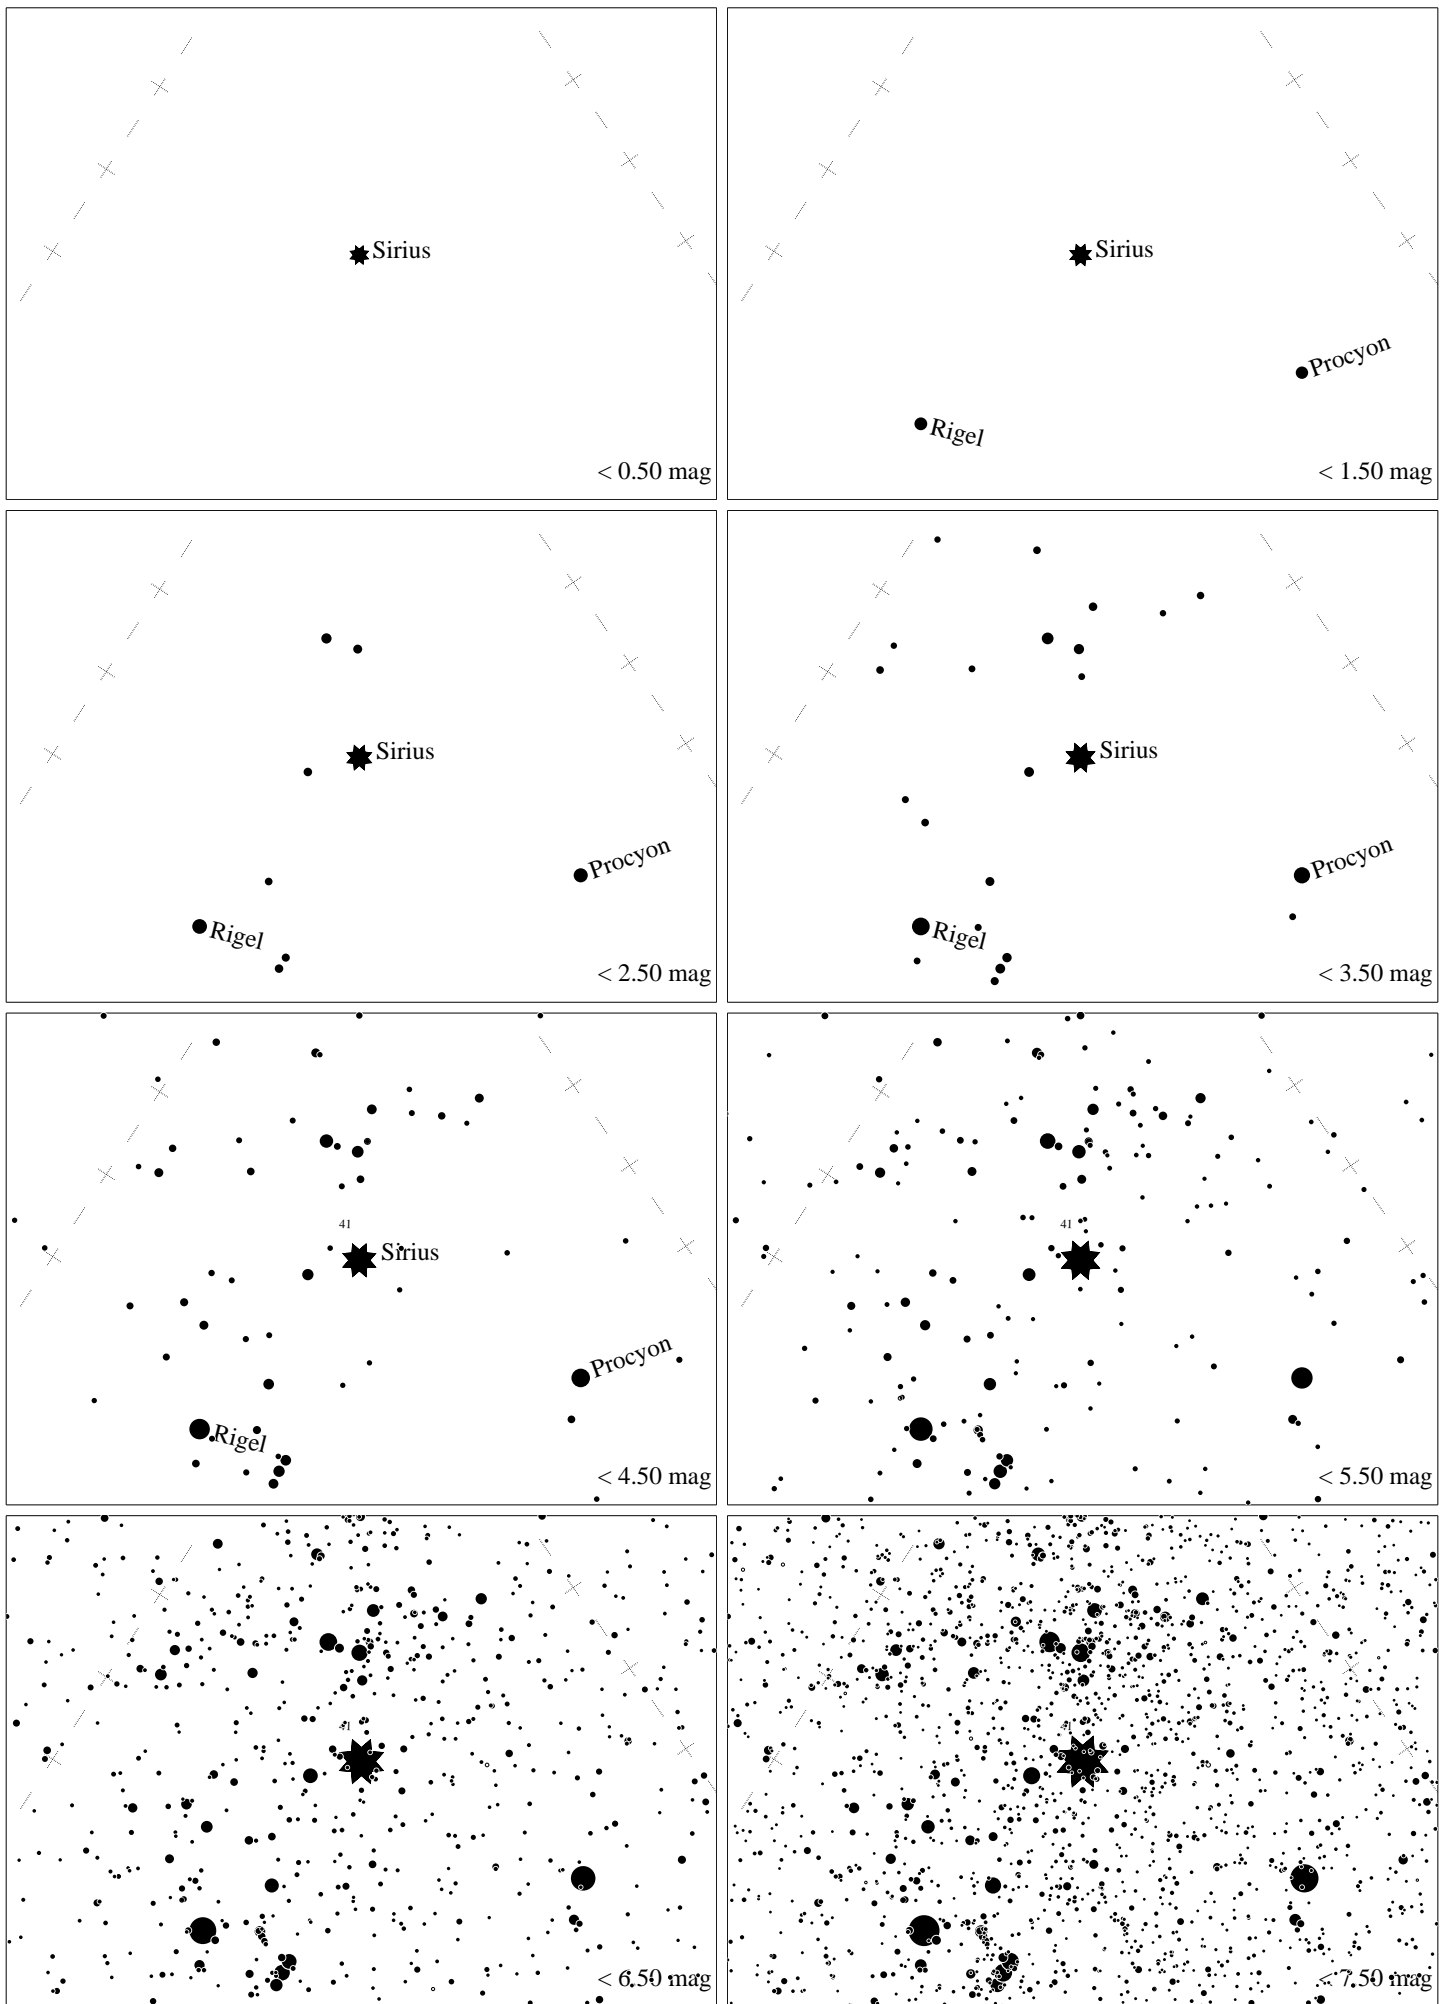 Sirius
< 0.50 mag
Sirius
Procyon
Rigel
< 1.50 mag
Sirius
Procyon
Rigel
< 2.50 mag
Sirius
Procyon
Rigel
< 3.50 mag
41
Sirius
Procyon
Rigel
< 4.50 mag
41
< 5.50 mag
41
< 6.50 mag
41
< 7.50 mag